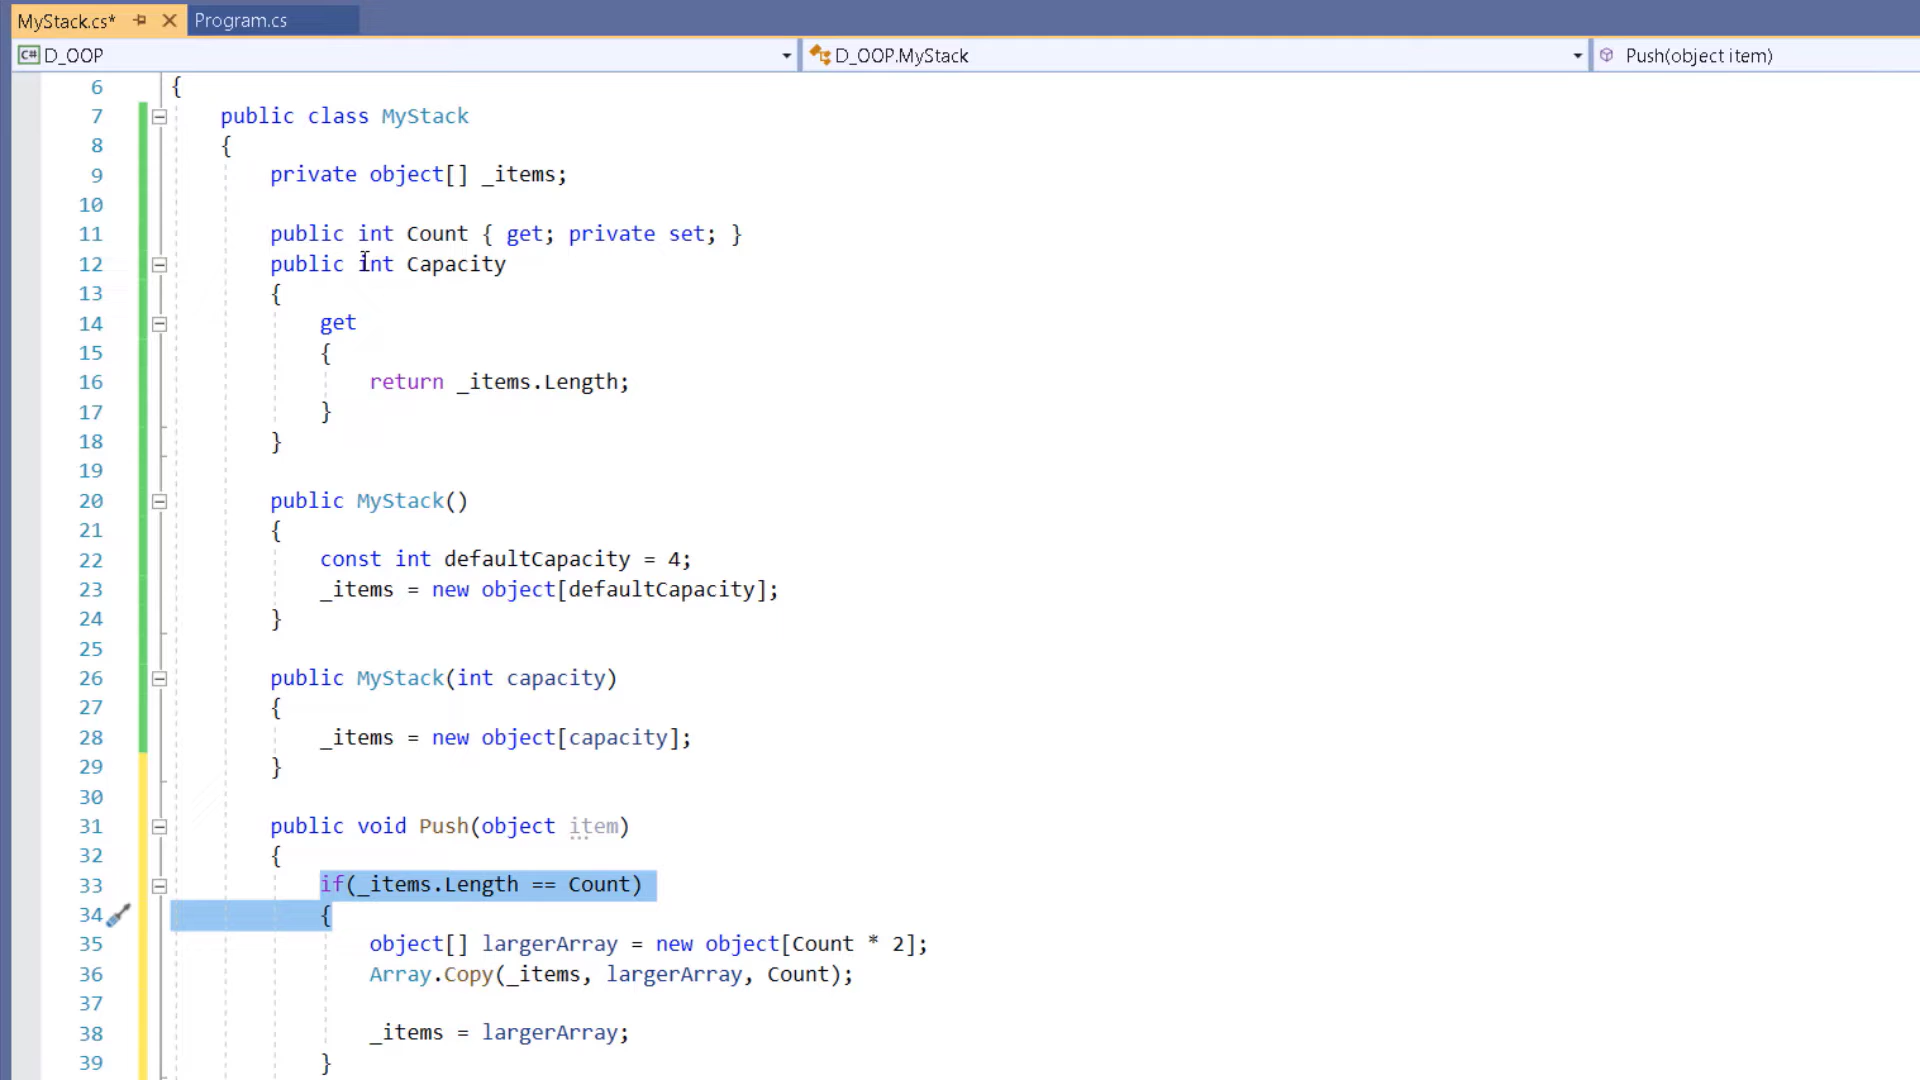 MyStack.cs*
Program.cs
C# D_OOP
D_OOP.MyStack
Push(object item)
6 {
7 public class MyStack
8 {
9 private object[] _items;
10
11 public int Count { get; private set; }
12 public int Capacity
13 {
14 get
15 {
16 return _items.Length;
17 }
18 }
19
20 public MyStack()
21 {
22 const int defaultCapacity = 4;
23 _items = new object[defaultCapacity];
24 }
25
26 public MyStack(int capacity)
27 {
28 _items = new object[capacity];
29 }
30
31 public void Push(object item)
32 {
33 if(_items.Length == Count)
34 {
35 object[] largerArray = new object[Count * 2];
36 Array.Copy(_items, largerArray, Count);
37
38 _items = largerArray;
39 }